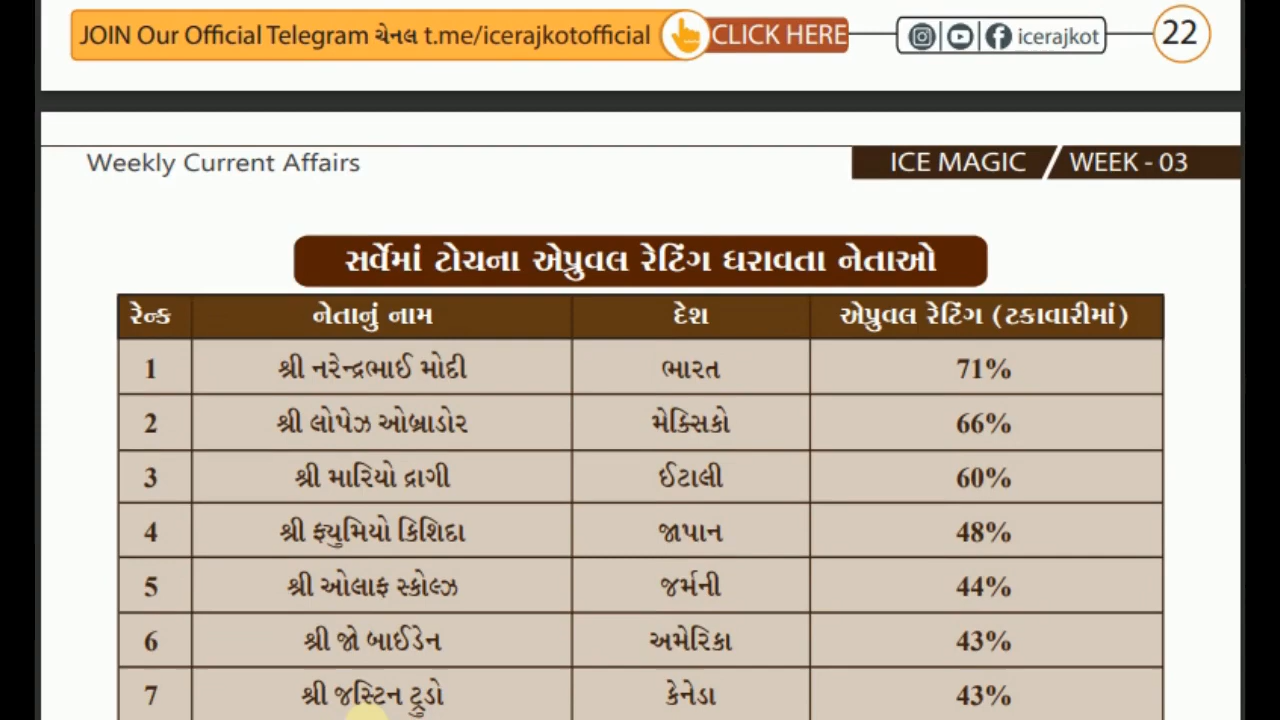 JOIN Our Official Telegram ચેનલ t.me/icerajkotofficial CLICK HERE icerajkot 22
Weekly Current Affairs ICE MAGIC WEEK - 03
સર્વેમાં ટોચના એપ્રુવલ રેટિંગ ધરાવતા નેતાઓ
રેન્ક નેતાનું નામ દેશ એપ્રુવલ રેટિંગ (ટકાવારીમાં)
1 શ્રી નરેન્દ્રભાઈ મોદી ભારત 71%
2 શ્રી લોપેઝ ઓબ્રાડોર મેક્સિકો 66%
3 શ્રી મારિયો દ્રાગી ઈટાલી 60%
4 શ્રી ફ્યુમિયો કિશિદા જાપાન 48%
5 શ્રી ઓલાફ સ્કોલ્ઝ જર્મની 44%
6 શ્રી જો બાઈડેન અમેરિકા 43%
7 શ્રી જસ્ટિન ટ્રુડો કેનેડા 43%